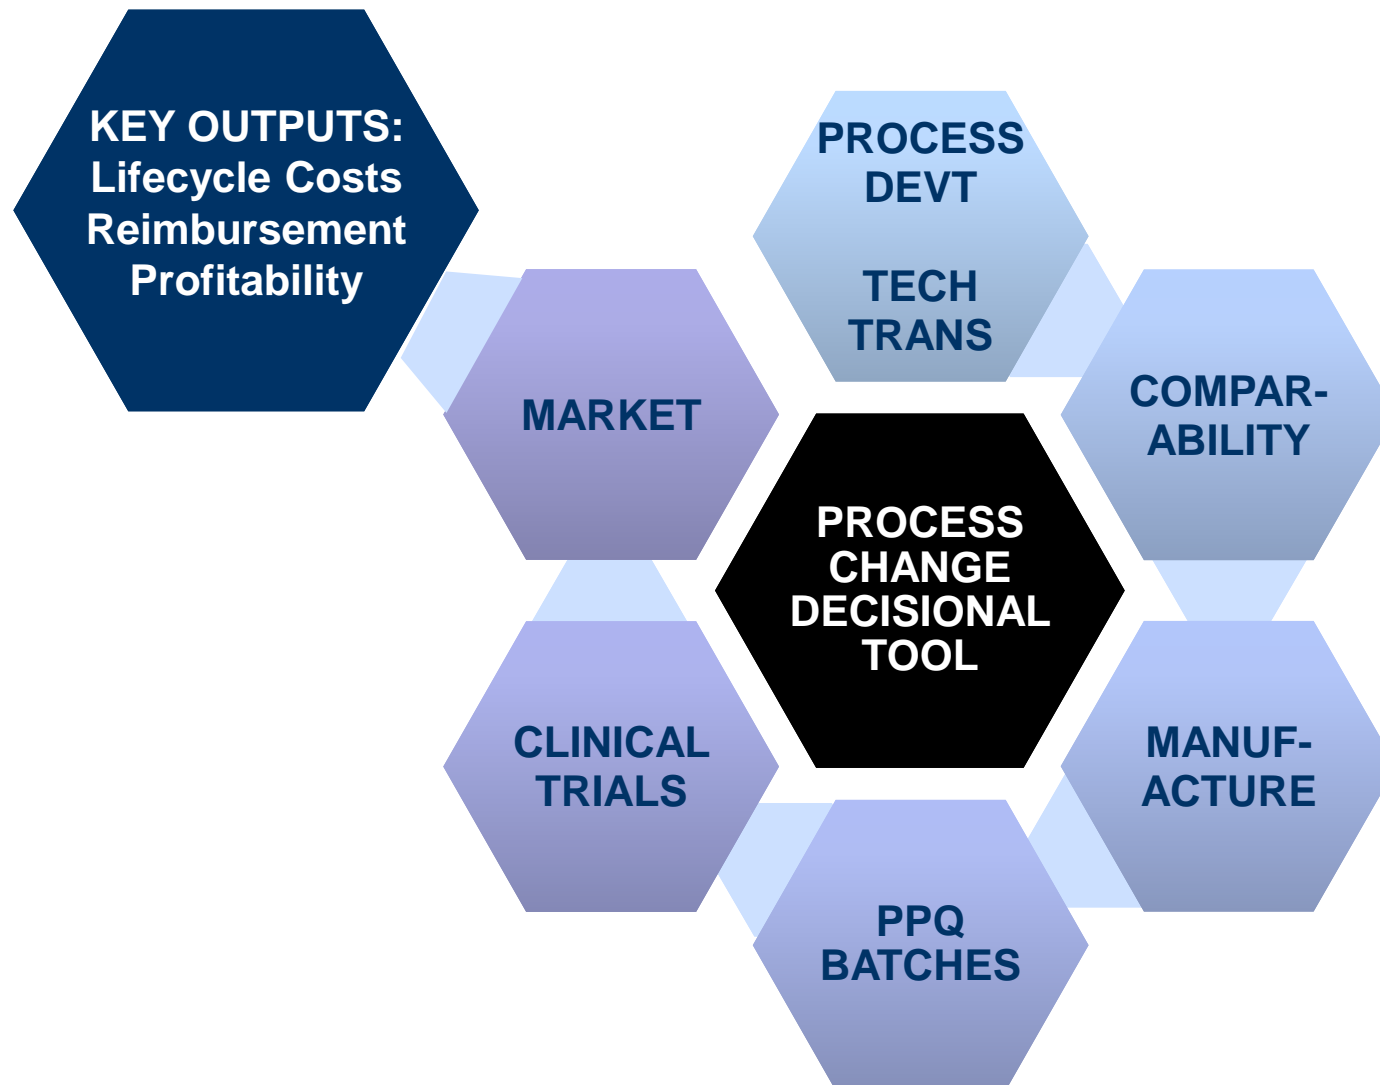 KEY OUTPUTS:
Lifecycle Costs
Reimbursement
Profitability
PROCESS
DEVT
TECH
TRANS
COMPAR-
ABILITY
MARKET
PROCESS
CHANGE
DECISIONAL
TOOL
CLINICAL
TRIALS
MANUF-
ACTURE
PPQ
BATCHES